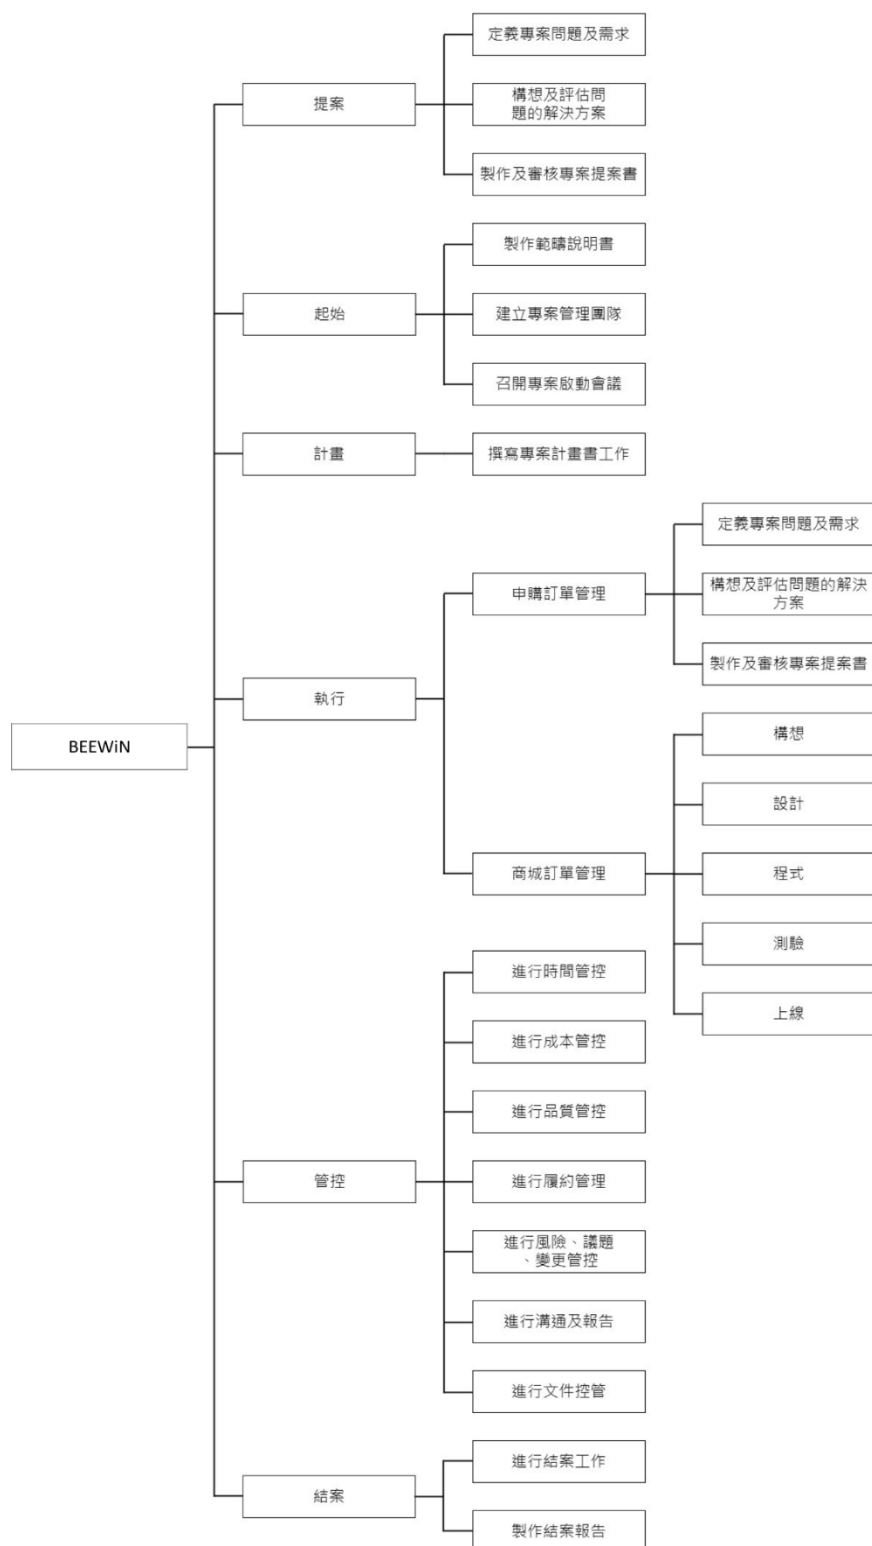 定義專案問題及需求
提案
構想及評估問
題的解決方案
製作及審核專案提案書
製作範疇說明書
起始
建立專案管理團隊
召開專案啟動會議
計畫
撰寫專案計畫書工作
定義專案問題及需求
申購訂單管理
構想及評估問題的解決
方案
製作及審核專案提案書
執行
BEEWiN
構想
設計
商城訂單管理
程式
測驗
上線
進行時間管控
進行成本管控
進行品質管控
管控
進行履約管理
進行風險、議題
、變更管控
進行溝通及報告
進行文件控管
進行結案工作
結案
製作結案報告